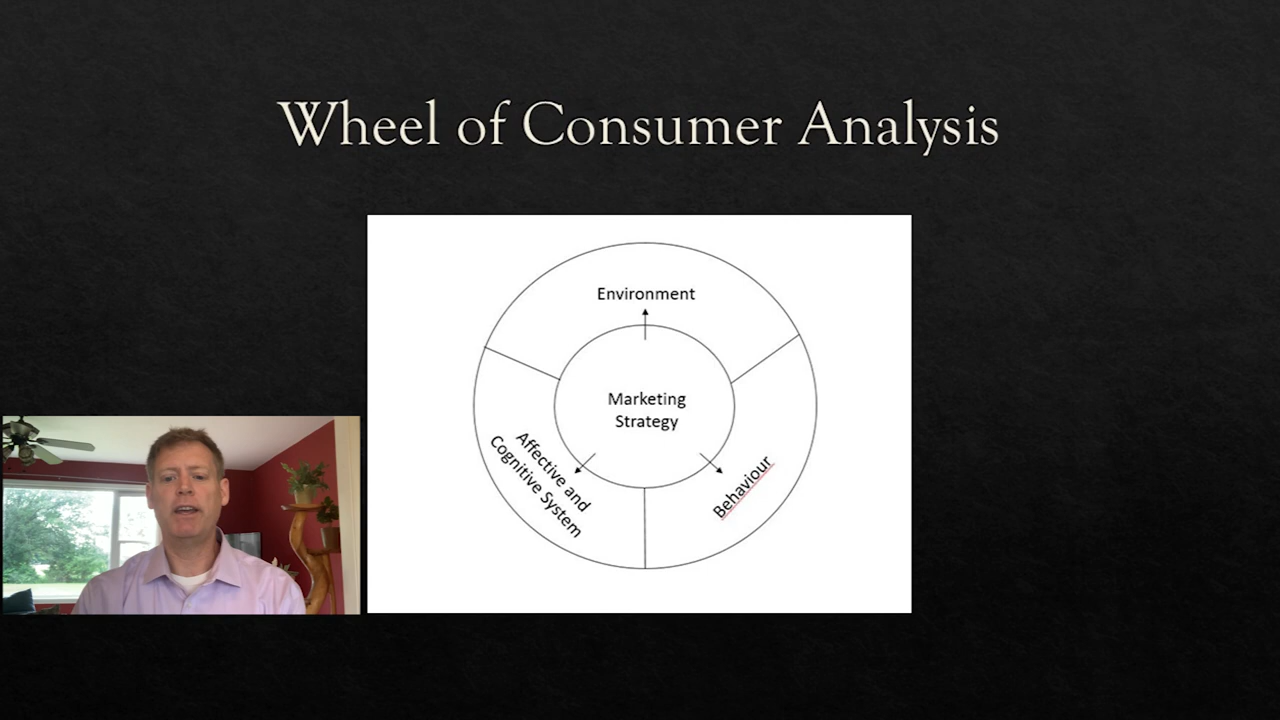 Wheel of Consumer Analysis
Environment
Marketing
Strategy
Affective and
Cognitive System
Behaviour